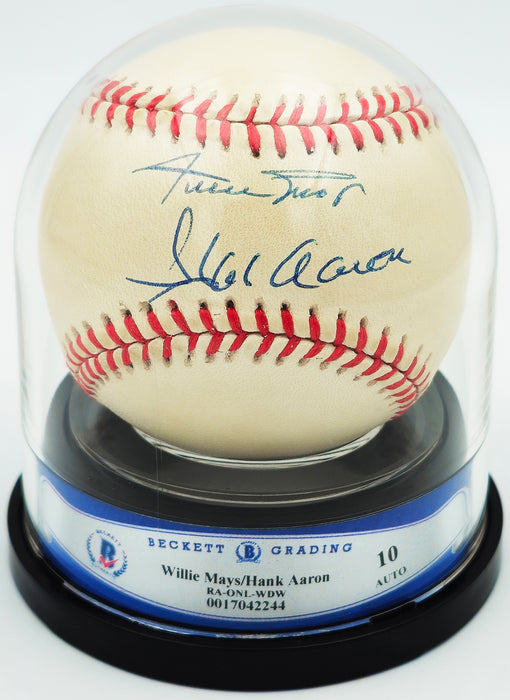 Willie Mays
Hank Aaron
BECKETT B GRADING
B
Willie Mays/Hank Aaron
RA-ONL-WDW
0017042244
10
AUTO